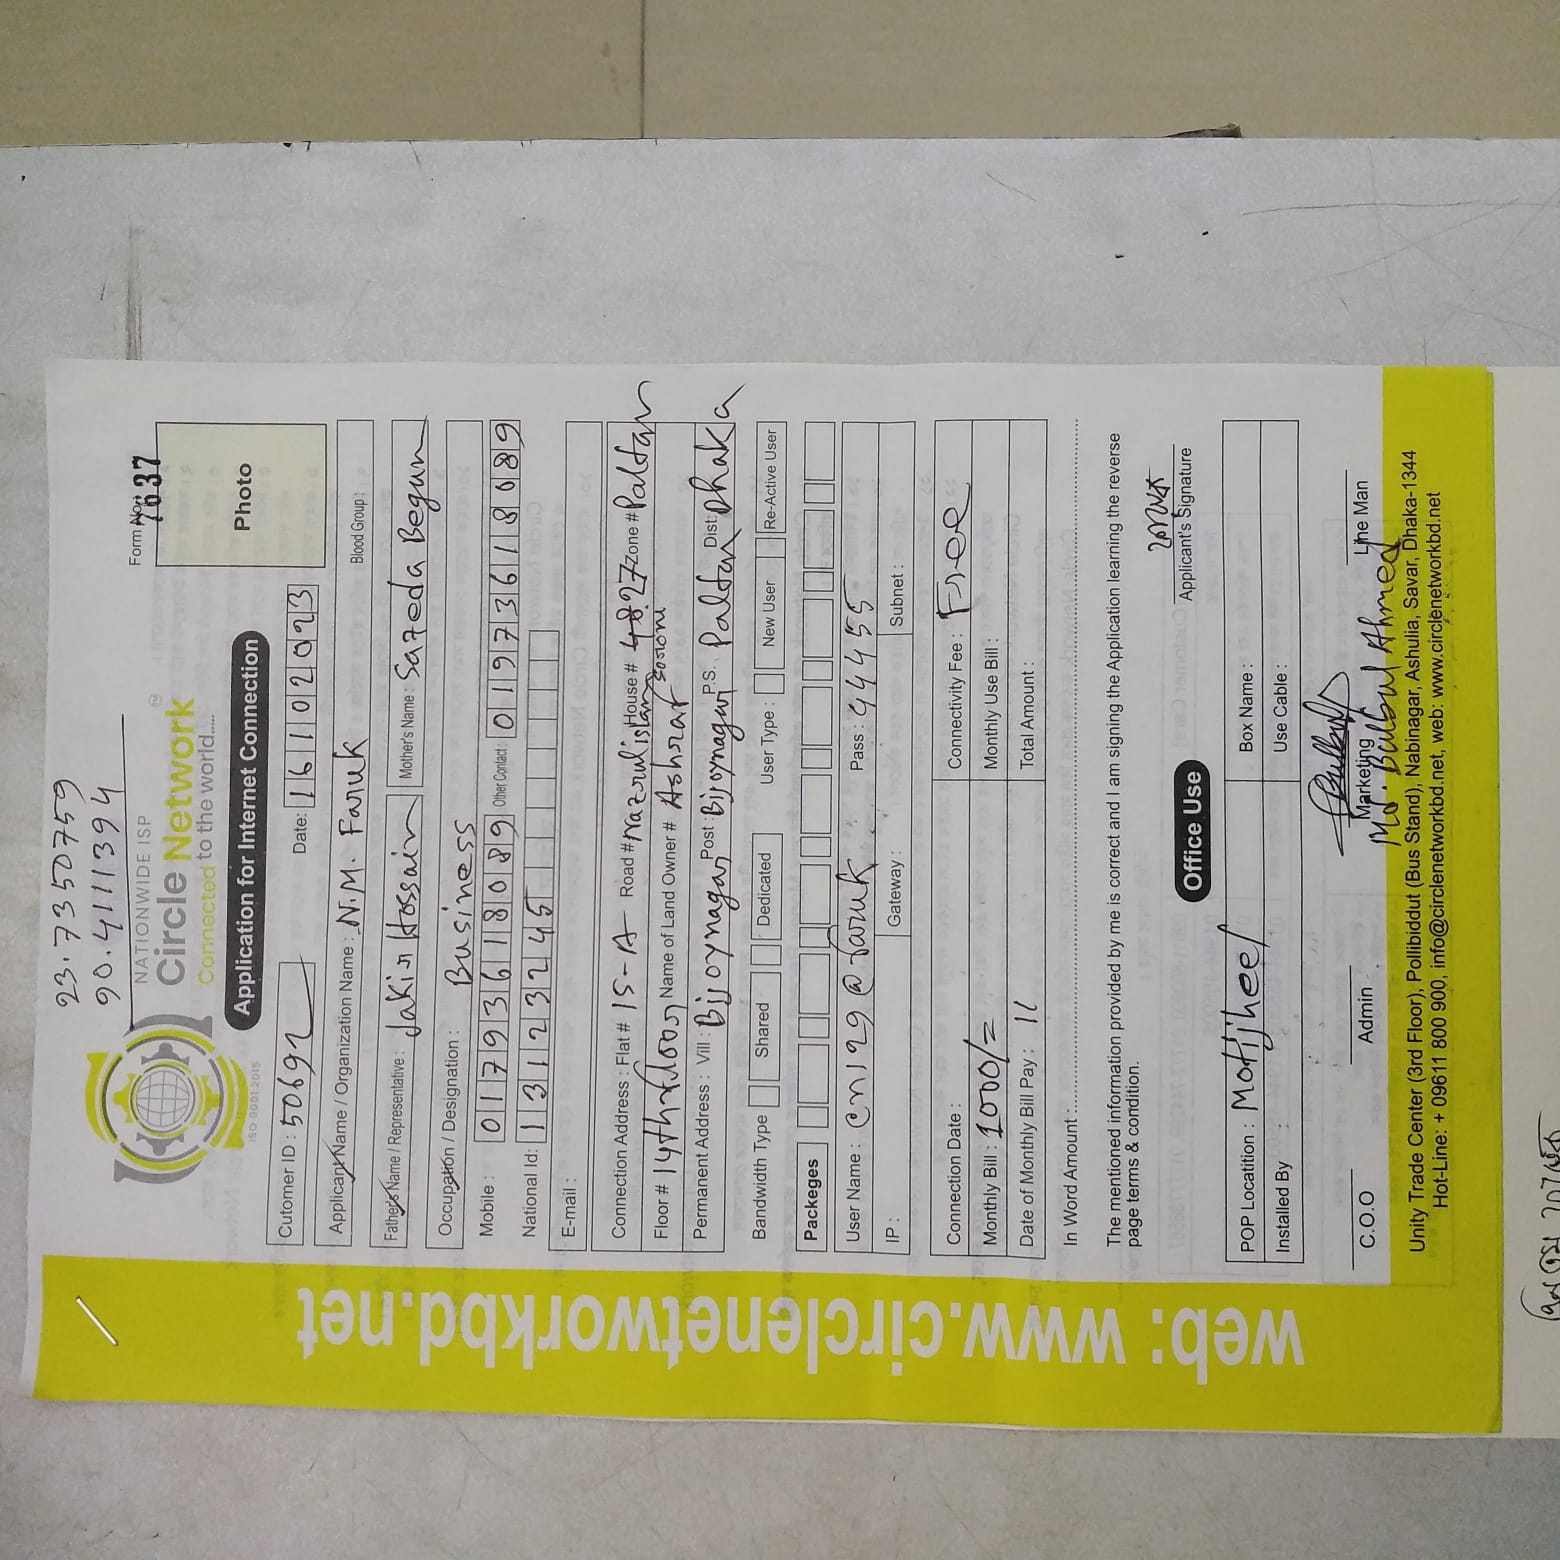 23.7350759
90.4111394
NATIONWIDE ISP
Circle Network TM
Connected to the world.....
ISO 9001:2015
Form No: 7637
Photo
Application for Internet Connection
Cutomer ID : 50692
Date: 16102023
Applicant Name / Organization Name : N.M. Faruk
Blood Group :
Father's Name / Representative : Jakir Hossain
Mother's Name : Sazeda Begum
Occupation / Designation : Business
Mobile : 01793618089 Other Contact: 01973618089
National Id: 13123245
E-mail :
Connection Address : Flat # 15-A Road # Nazrul islam House # 48.27 Zone # Paltan
soroni
Floor # 14th floor Name of Land Owner # Ashraf
Permanent Address : Vill : Bijoynagar Post : Bijoynagar P.S. Paltan Dist: Dhaka
Bandwidth Type Shared Dedicated User Type : New User Re-Active User
Packeges
User Name : cn129@faruk Pass : 44455
IP : Gateway : Subnet :
Connection Date : Connectivity Fee : Free
Monthly Bill : 1000/= Monthly Use Bill :
Date of Monthly Bill Pay : Total Amount :
In Word Amount :
The mentioned information provided by me is correct and I am signing the Application learning the reverse
page terms & condition.
Applicant's Signature
Office Use
POP Locatition : Motijheel Box Name :
Installed By : Use Cable :
C.O.O Admin Marketing Line Man
Md. Bulbul Ahmed
Unity Trade Center (3rd Floor), Pollibiddut (Bus Stand), Nabinagar, Ashulia, Savar, Dhaka-1344
Hot-Line: + 09611 800 900, info@circlenetworkbd.net, web: www.circlenetworkbd.net
web: www.circlenetworkbd.net